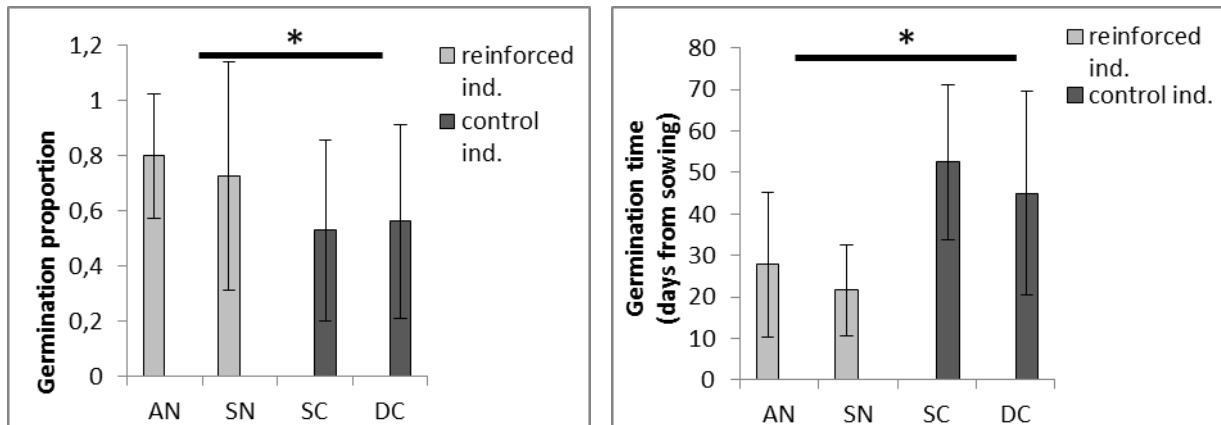 Germination proportion
1,2
1
0,8
0,6
0,4
0,2
0
*
AN SN SC DC
reinforced
ind.
control
ind.
Germination time
(days from sowing)
80
70
60
50
40
30
20
10
0
*
AN SN SC DC
reinforced
ind.
control ind.